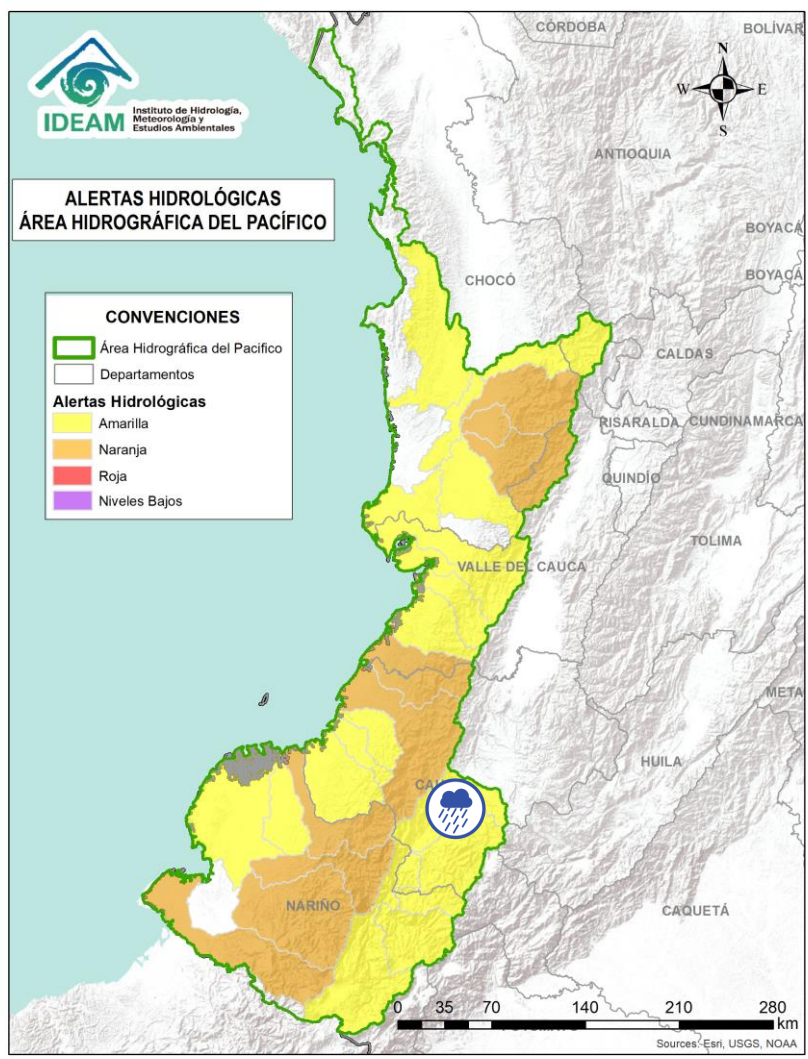 CÓRDOBA
BOLÍVAR
N
W
E
S
IDEAM
Instituto de Hidrología,
Meteorología y
Estudios Ambientales
ANTIOQUIA
ALERTAS HIDROLÓGICAS
ÁREA HIDROGRÁFICA DEL PACÍFICO
BOYACÁ
BOYACÁ
CHOCÓ
CONVENCIONES
Área Hidrográfica del Pacifico
Departamentos
Alertas Hidrológicas
Amarilla
Naranja
Roja
Niveles Bajos
CALDAS
RISARALDA
CUNDINAMARCA
QUINDÍO
TOLIMA
VALLE DEL CAUCA
META
HUILA
NARIÑO
CAQUETÁ
0 35 70 140 210 280
km
Sources: Esri, USGS, NOAA